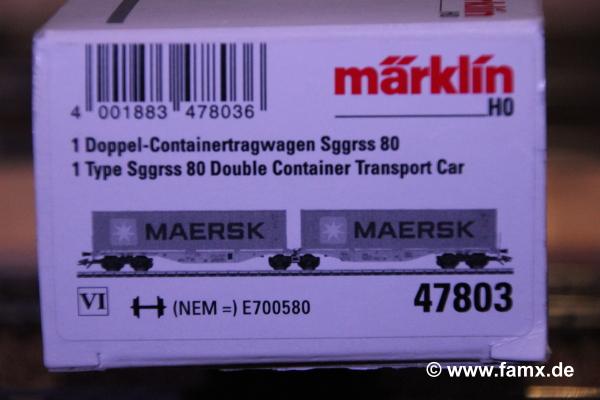 märklin
H0
4 001883 478036
1 Doppel-Containertragwagen Sggrss 80
1 Type Sggrss 80 Double Container Transport Car
MAERSK MAERSK
VI (NEM =) E700580 47803
© www.famx.de